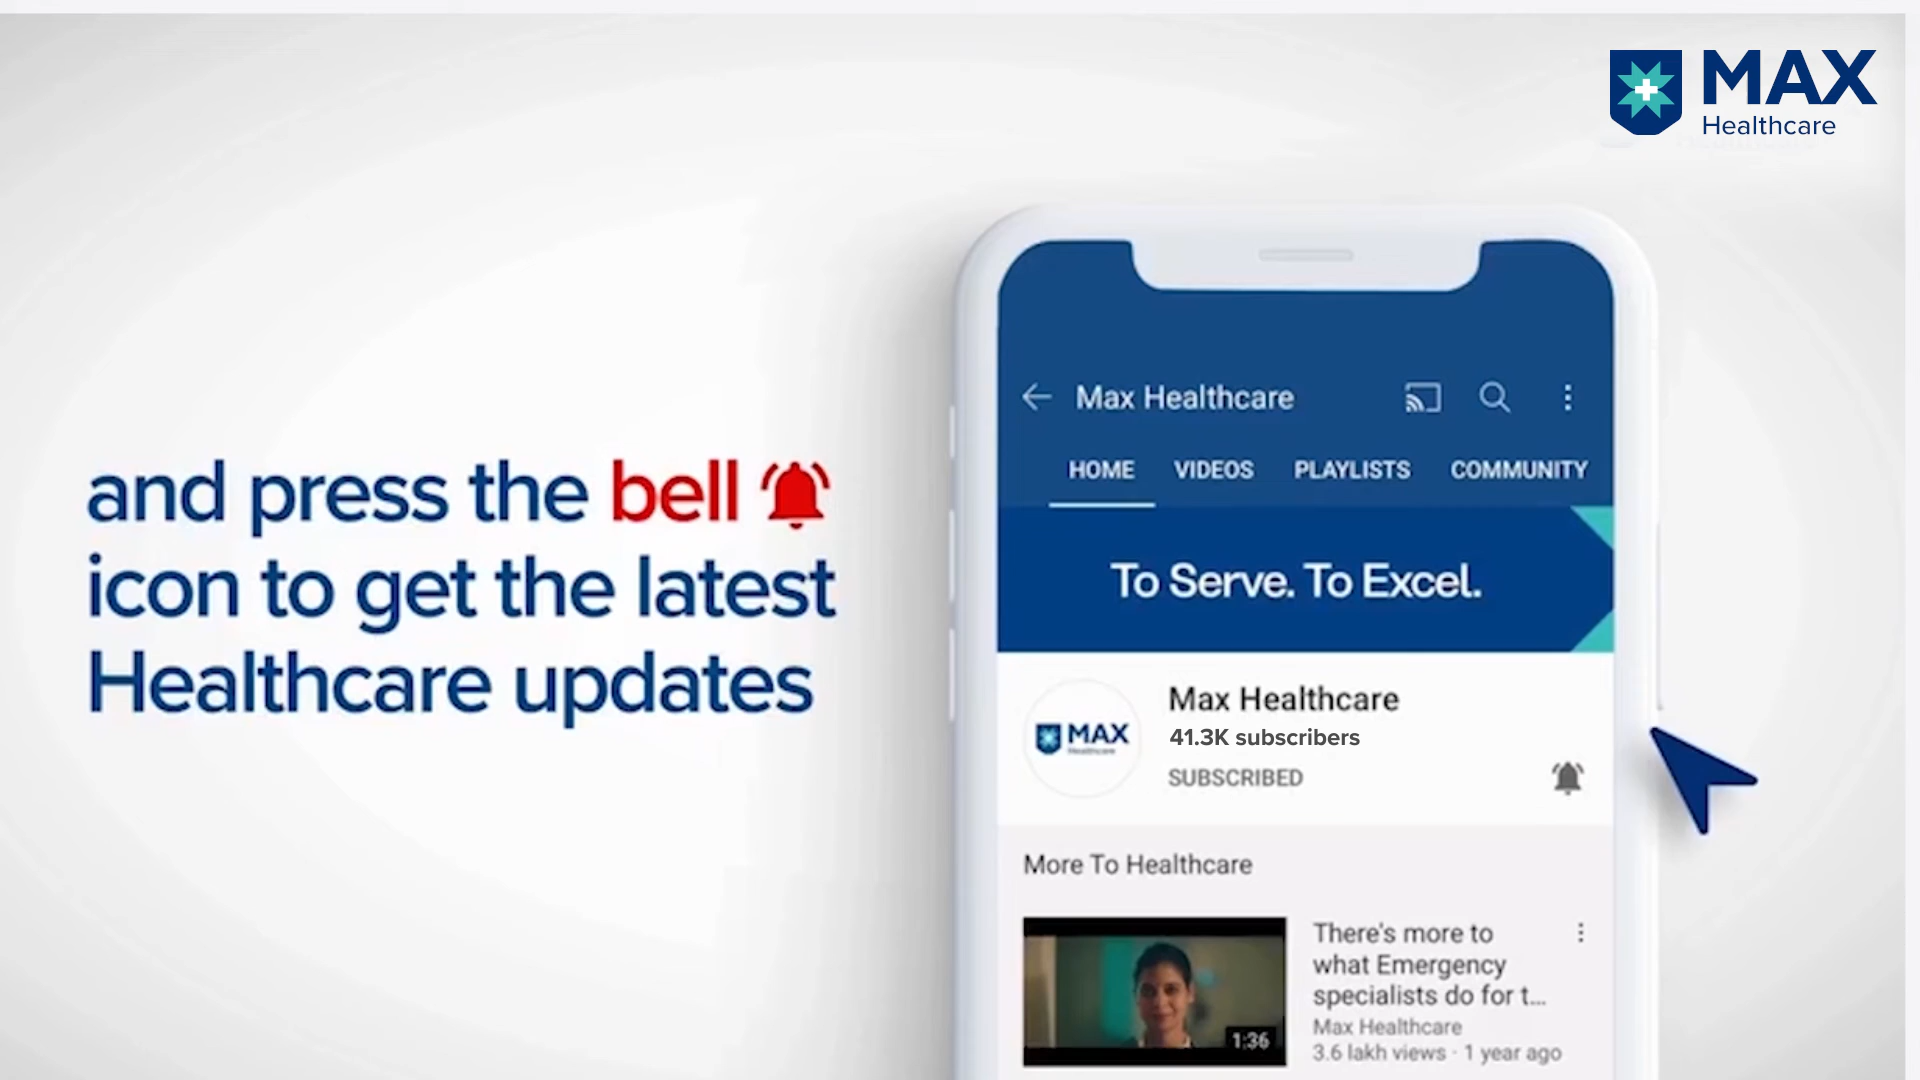 MAX
Healthcare
and press the bell
icon to get the latest
Healthcare updates
Max Healthcare
HOME VIDEOS PLAYLISTS COMMUNITY
To Serve. To Excel.
MAX
Healthcare
Max Healthcare
41.3K subscribers
SUBSCRIBED
More To Healthcare
There's more to
what Emergency
specialists do for t...
Max Healthcare
3.6 lakh views · 1 year ago
1:36